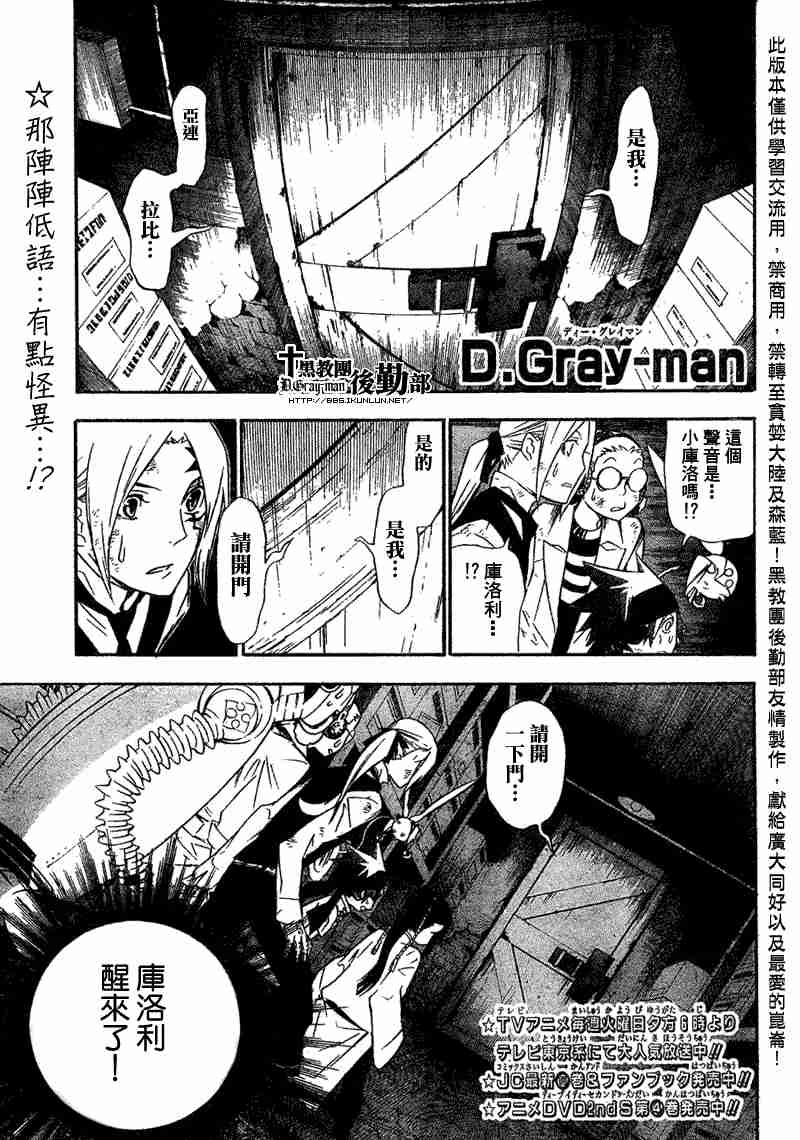 此版本僅供學習交流用，禁商用，禁轉至貪婪大陸及森藍！黑教團後勤部友情製作，獻給廣大同好以及最愛的崑崙！
是我…
亞連
拉比…
☆那陣陣低語…有點怪異…!?
ディー・グレイマン
D.Gray-man
黑教團
D.Gray-man後勤部
HTTP://BBS.IKUNLUN.NET/
這個
聲音是…
小庫洛嗎!?
庫洛利…
!?
是的
是我…
請開門
請開
一下門…
庫洛利
醒來了！
☆TVアニメ毎週火曜日夕方6時より
テレビ東京系にて大人気放送中!!
☆JC最新巻&ファンブック発売中!!
☆アニメDVD2ndS第4巻発売中!!